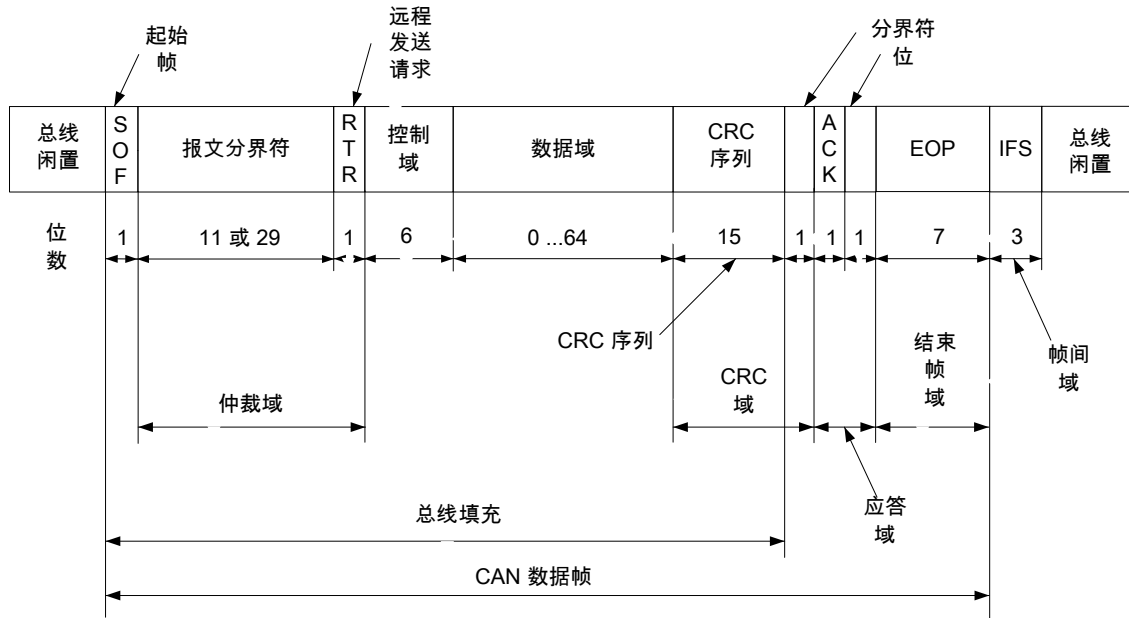 起始
帧
远程
发送
请求
分界符
位
总线
闲置
S
O
F
报文分界符
R
T
R
控制
域
数据域
CRC
序列
A
C
K
EOP
IFS
总线
闲置
位
数
1
11 或 29
1
6
0 ...64
15
1
1
1
7
3
CRC 序列
仲裁域
CRC
域
结束
帧
域
帧间
域
应答
域
总线填充
CAN 数据帧